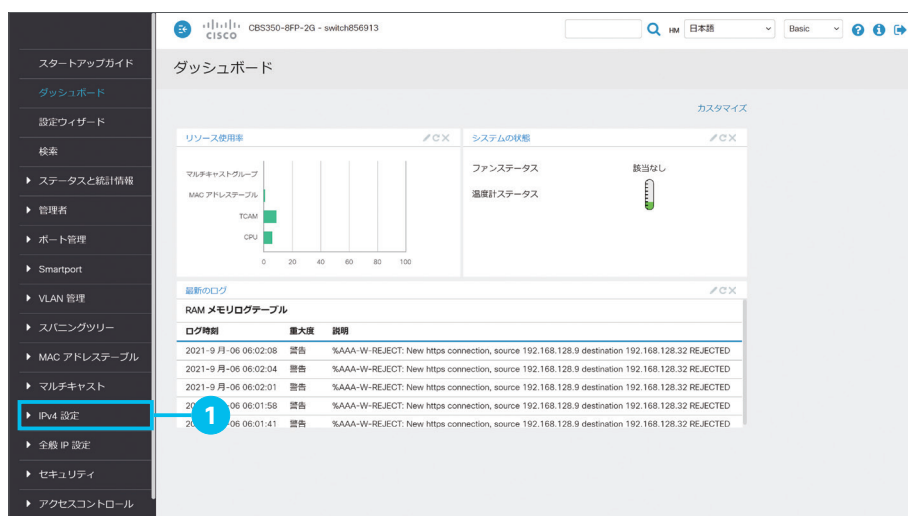 CISCO
CBS350-8FP-2G - switch856913
HM
日本語
Basic
スタートアップガイド
ダッシュボード
設定ウィザード
検索
ステータスと統計情報
管理者
ポート管理
Smartport
VLAN 管理
スパニングツリー
MAC アドレステーブル
マルチキャスト
IPv4 設定
全般 IP 設定
セキュリティ
アクセスコントロール
1
ダッシュボード
カスタマイズ
リソース使用率
マルチキャストグループ
MAC アドレステーブル
TCAM
CPU
0 20 40 60 80 100
システムの状態
ファンステータス 該当なし
温度計ステータス
最新のログ
RAM メモリログテーブル
ログ時刻 重大度 説明
2021-9 月-06 06:02:08 警告 %AAA-W-REJECT: New https connection, source 192.168.128.9 destination 192.168.128.32 REJECTED
2021-9 月-06 06:02:04 警告 %AAA-W-REJECT: New https connection, source 192.168.128.9 destination 192.168.128.32 REJECTED
2021-9 月-06 06:02:01 警告 %AAA-W-REJECT: New https connection, source 192.168.128.9 destination 192.168.128.32 REJECTED
06:01:58 警告 %AAA-W-REJECT: New https connection, source 192.168.128.9 destination 192.168.128.32 REJECTED
06:01:41 警告 %AAA-W-REJECT: New https connection, source 192.168.128.9 destination 192.168.128.32 REJECTED